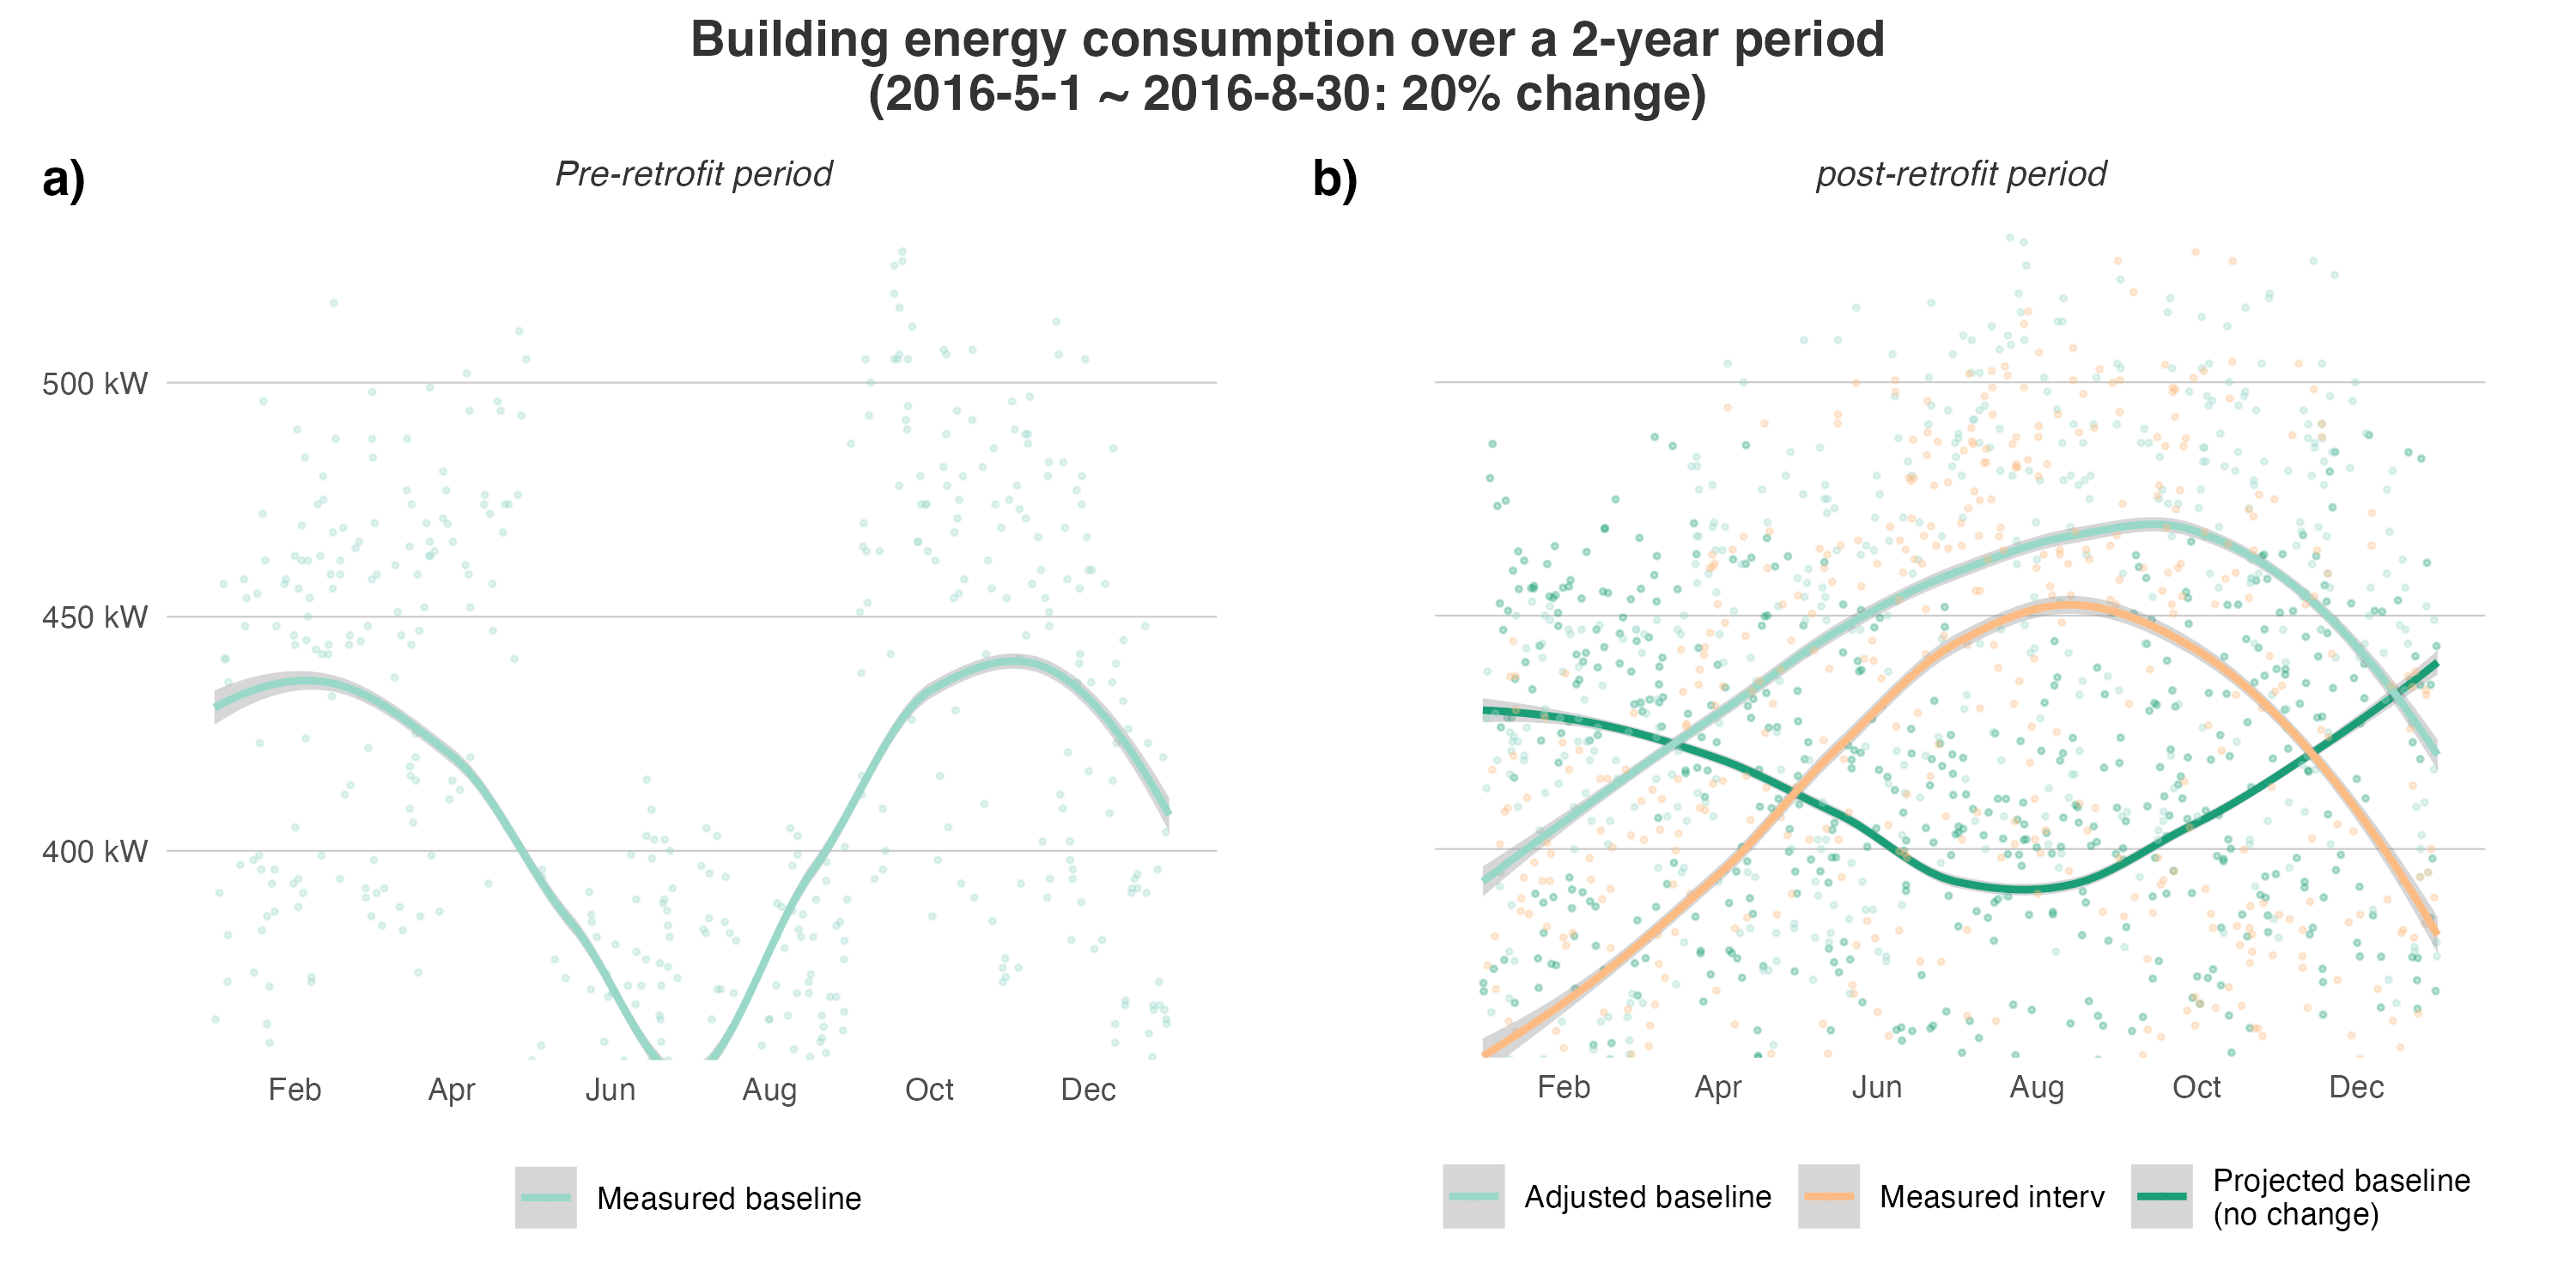 Building energy consumption over a 2-year period
(2016-5-1 ~ 2016-8-30: 20% change)
a)
Pre-retrofit period
500 kW
450 kW
400 kW
Feb Apr Jun Aug Oct Dec
Measured baseline
b)
post-retrofit period
Feb Apr Jun Aug Oct Dec
Adjusted baseline
Measured interv
Projected baseline
(no change)